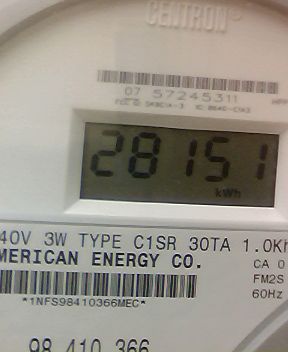 CENTRON®
07 57245311
28151
kWh
40V 3W TYPE C1SR 30TA 1.0Kh
MERICAN ENERGY CO.
CA 0
FM2S
60Hz
*1NFS98410366MEC*
98 410 366